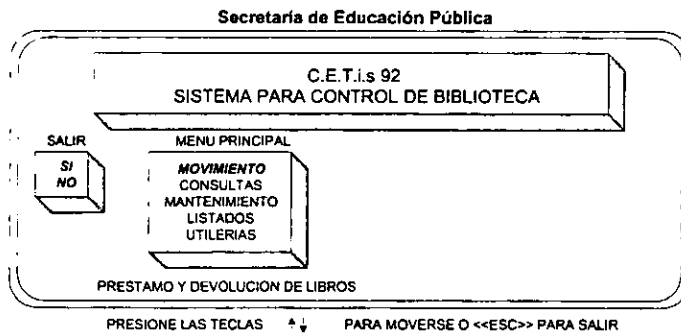 Secretaría de Educación Pública
C.E.T.i.s 92
SISTEMA PARA CONTROL DE BIBLIOTECA
SALIR
SI
NO
MENU PRINCIPAL
MOVIMIENTO
CONSULTAS
MANTENIMIENTO
LISTADOS
UTILERIAS
PRESTAMO Y DEVOLUCION DE LIBROS
PRESIONE LAS TECLAS ↑↓ PARA MOVERSE O <<ESC>> PARA SALIR